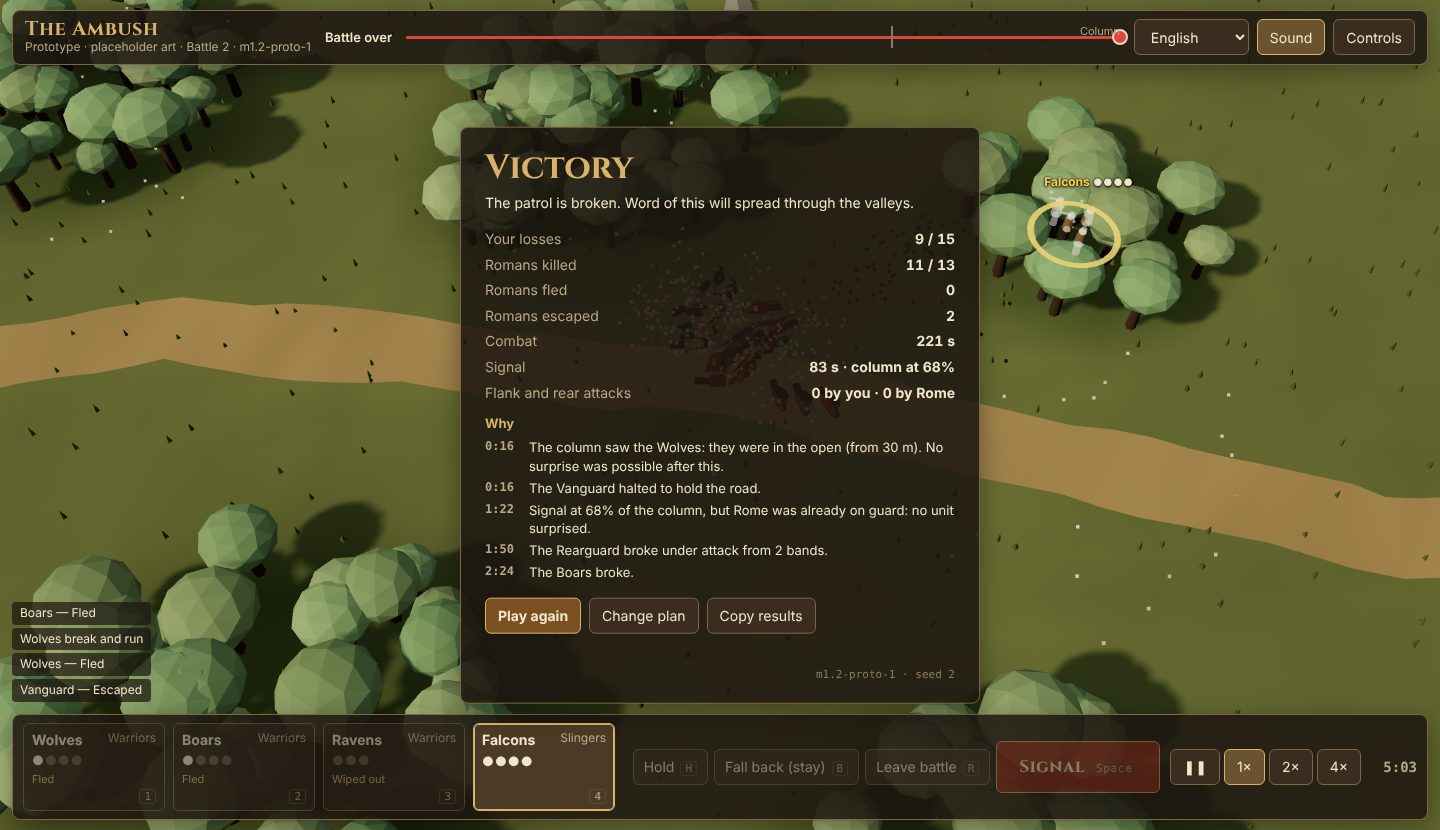 The Ambush
Prototype · placeholder art · Battle 2 · m1.2-proto-1
Battle over
Column
English
Sound
Controls
Falcons
Victory
The patrol is broken. Word of this will spread through the valleys.
Your losses 9 / 15
Romans killed 11 / 13
Romans fled 0
Romans escaped 2
Combat 221 s
Signal 83 s · column at 68%
Flank and rear attacks 0 by you · 0 by Rome
Why
0:16 The column saw the Wolves: they were in the open (from 30 m). No
surprise was possible after this.
0:16 The Vanguard halted to hold the road.
1:22 Signal at 68% of the column, but Rome was already on guard: no unit
surprised.
1:50 The Rearguard broke under attack from 2 bands.
2:24 The Boars broke.
Play again
Change plan
Copy results
m1.2-proto-1 · seed 2
Boars — Fled
Wolves break and run
Wolves — Fled
Vanguard — Escaped
Wolves Warriors
Fled
1
Boars Warriors
Fled
2
Ravens Warriors
Wiped out
3
Falcons Slingers
4
Hold H
Fall back (stay) B
Leave battle R
Signal Space
1×
2×
4×
5:03